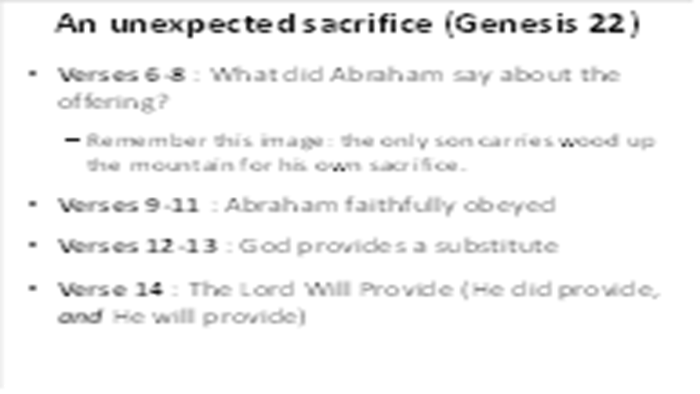 An unexpected sacrifice (Genesis 22)
• Verses 6-8 : What did Abraham say about the
offering?
– Remember this image: the only son carries wood up
the mountain for his own sacrifice.
• Verses 9-11 : Abraham faithfully obeyed
• Verses 12-13 : God provides a substitute
• Verse 14 : The Lord Will Provide (He did provide,
and He will provide)